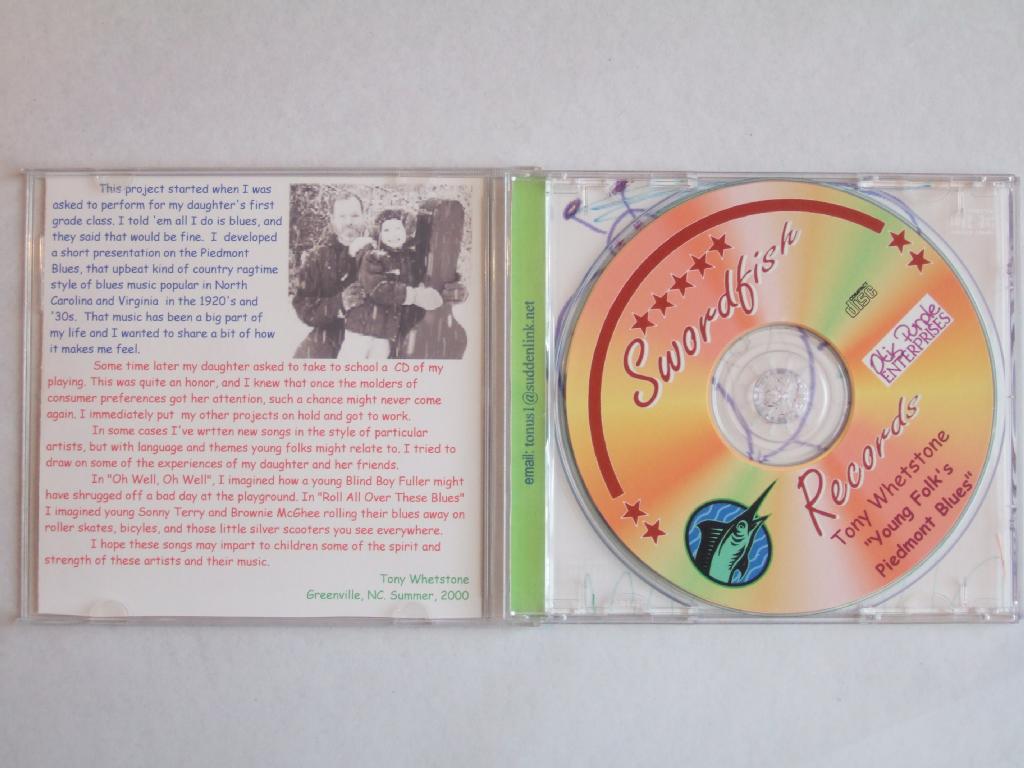 This project started when I was
asked to perform for my daughter's first
grade class. I told 'em all I do is blues, and
they said that would be fine. I developed
a short presentation on the Piedmont
Blues, that upbeat kind of country ragtime
style of blues music popular in North
Carolina and Virginia in the 1920's and
'30s. That music has been a big part of
my life and I wanted to share a bit of how
it makes me feel.
Some time later my daughter asked to take to school a CD of my
playing. This was quite an honor, and I knew that once the molders of
consumer preferences got her attention, such a chance might never come
again. I immediately put my other projects on hold and got to work.
In some cases I've wrtten new songs in the style of particular
artists, but with language and themes young folks might relate to. I tried to
draw on some of the experiences of my daughter and her friends.
In "Oh Well, Oh Well", I imagined how a young Blind Boy Fuller might
have shrugged off a bad day at the playground. In "Roll All Over These Blues"
I imagined young Sonny Terry and Brownie McGhee rolling their blues away on
roller skates, bicyles, and those little silver scooters you see everywhere.
I hope these songs may impart to children some of the spirit and
strength of these artists and their music.
Tony Whetstone
Greenville, NC. Summer, 2000
email: tonus1@suddenlink.net
Swordfish
Records
COMPACT
disc
ENTERPRISES
Tony Whetstone
"Young Folk's
Piedmont Blues"